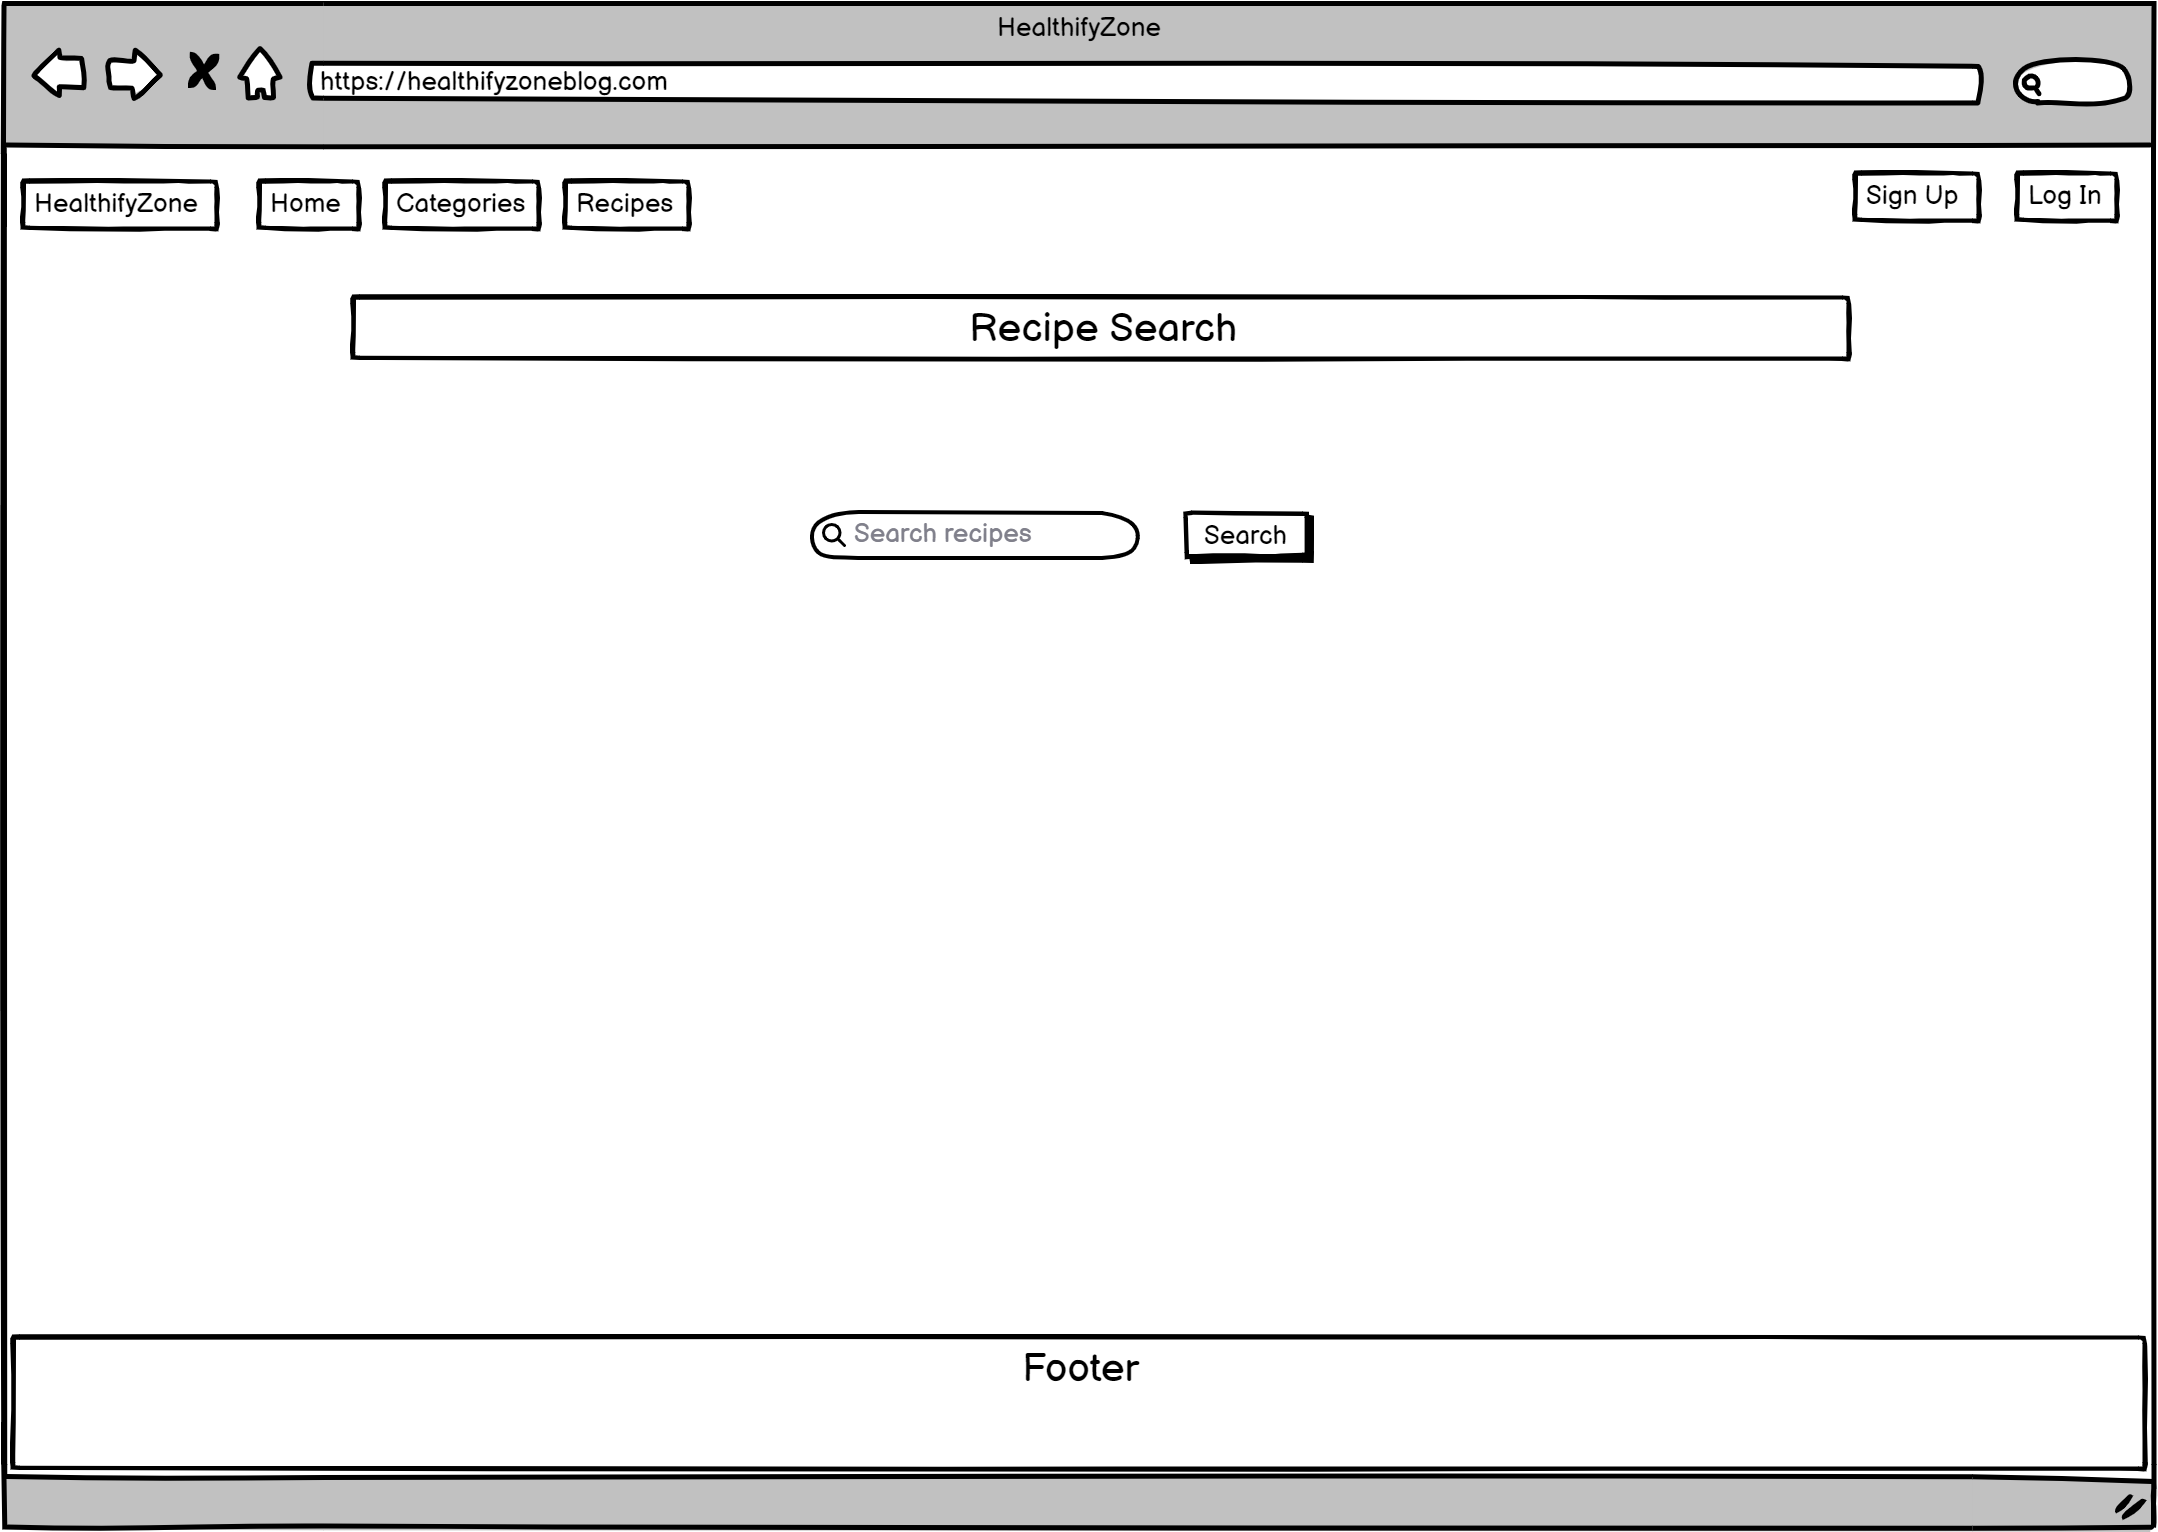 HealthifyZone
https://healthifyzoneblog.com
HealthifyZone Home Categories Recipes Sign Up Log In
Recipe Search
Search recipes Search
Footer